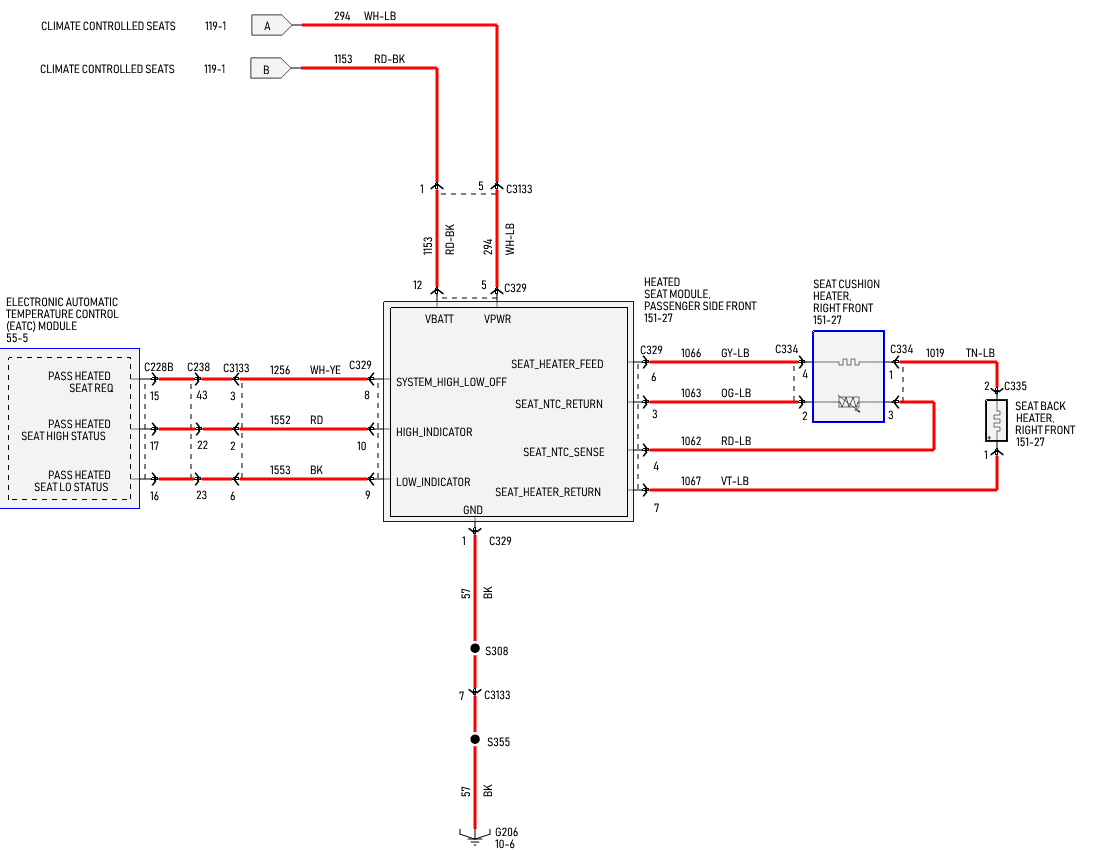 294 WH-LB
CLIMATE CONTROLLED SEATS 119-1 A
1153 RD-BK
CLIMATE CONTROLLED SEATS 119-1 B
1 5 C3133
1153 RD-BK 294 WH-LB
12 5 C329
ELECTRONIC AUTOMATIC
TEMPERATURE CONTROL
(EATC) MODULE
55-5
HEATED
SEAT MODULE,
PASSENGER SIDE FRONT
151-27
SEAT CUSHION
HEATER,
RIGHT FRONT
151-27
VBATT VPWR
PASS HEATED
SEAT REQ
C228B C238 C3133 1256 WH-YE C329
15 43 3 8
SYSTEM_HIGH_LOW_OFF
PASS HEATED
SEAT HIGH STATUS
1552 RD
17 22 2 10
HIGH_INDICATOR
PASS HEATED
SEAT LO STATUS
1553 BK
16 23 6 9
LOW_INDICATOR
SEAT_HEATER_FEED
C329 1066 GY-LB C334 C334 1019 TN-LB
6 4 1
SEAT_NTC_RETURN
1063 OG-LB
3 2 3
2 C335
SEAT BACK
HEATER,
RIGHT FRONT
151-27
1
SEAT_NTC_SENSE
1062 RD-LB
4
SEAT_HEATER_RETURN
1067 VT-LB
7
GND
1 C329
57 BK
S308
7 C3133
S355
57 BK
G206
10-6